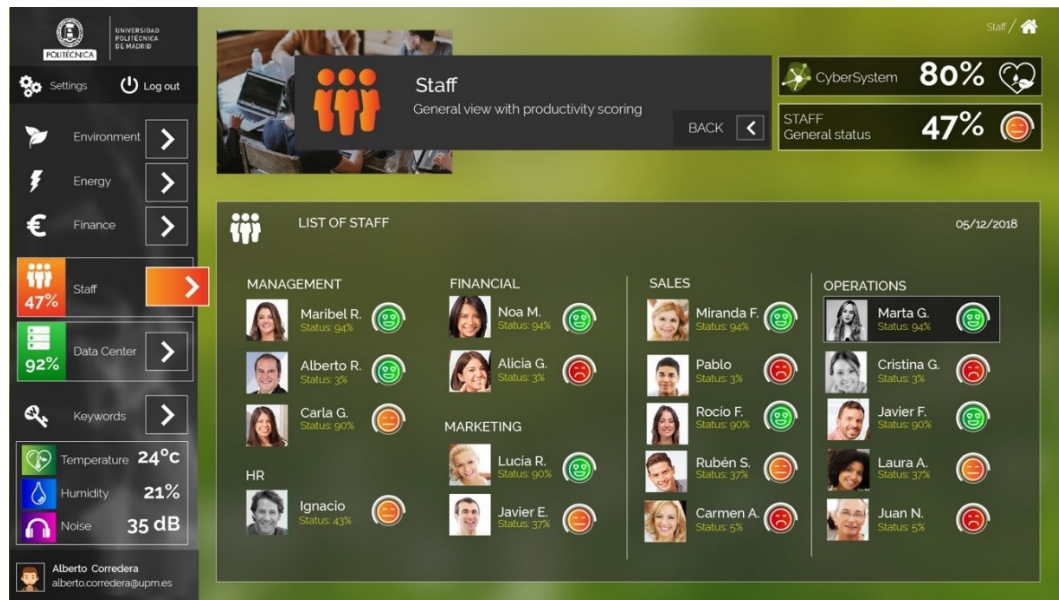 UNIVERSIDAD
POLITÉCNICA
DE MADRID
POLITÉCNICA
Settings
Log out
Environment
Energy
Finance
47%
Staff
92%
Data Center
Keywords
Temperature 24ºc
Humidity 21%
Noise 35 dB
Alberto Corredera
alberto.corredera@upm.es
Staff /
Staff
General view with productivity scoring
BACK
CyberSystem 80%
STAFF
General status 47%
LIST OF STAFF
05/12/2018
MANAGEMENT
Maribel R.
Status: 94%
Alberto R.
Status: 3%
Carla G.
Status: 90%
HR
Ignacio
Status: 43%
FINANCIAL
Noa M.
Status: 94%
Alicia G.
Status: 3%
MARKETING
Lucía R.
Status: 90%
Javier E.
Status: 37%
SALES
Miranda F.
Status: 94%
Pablo
Status: 3%
Rocío F.
Status: 90%
Rubén S.
Status: 37%
Carmen A.
Status: 5%
OPERATIONS
Marta G.
Status: 94%
Cristina G.
Status: 3%
Javier F.
Status: 90%
Laura A.
Status: 37%
Juan N.
Status: 5%